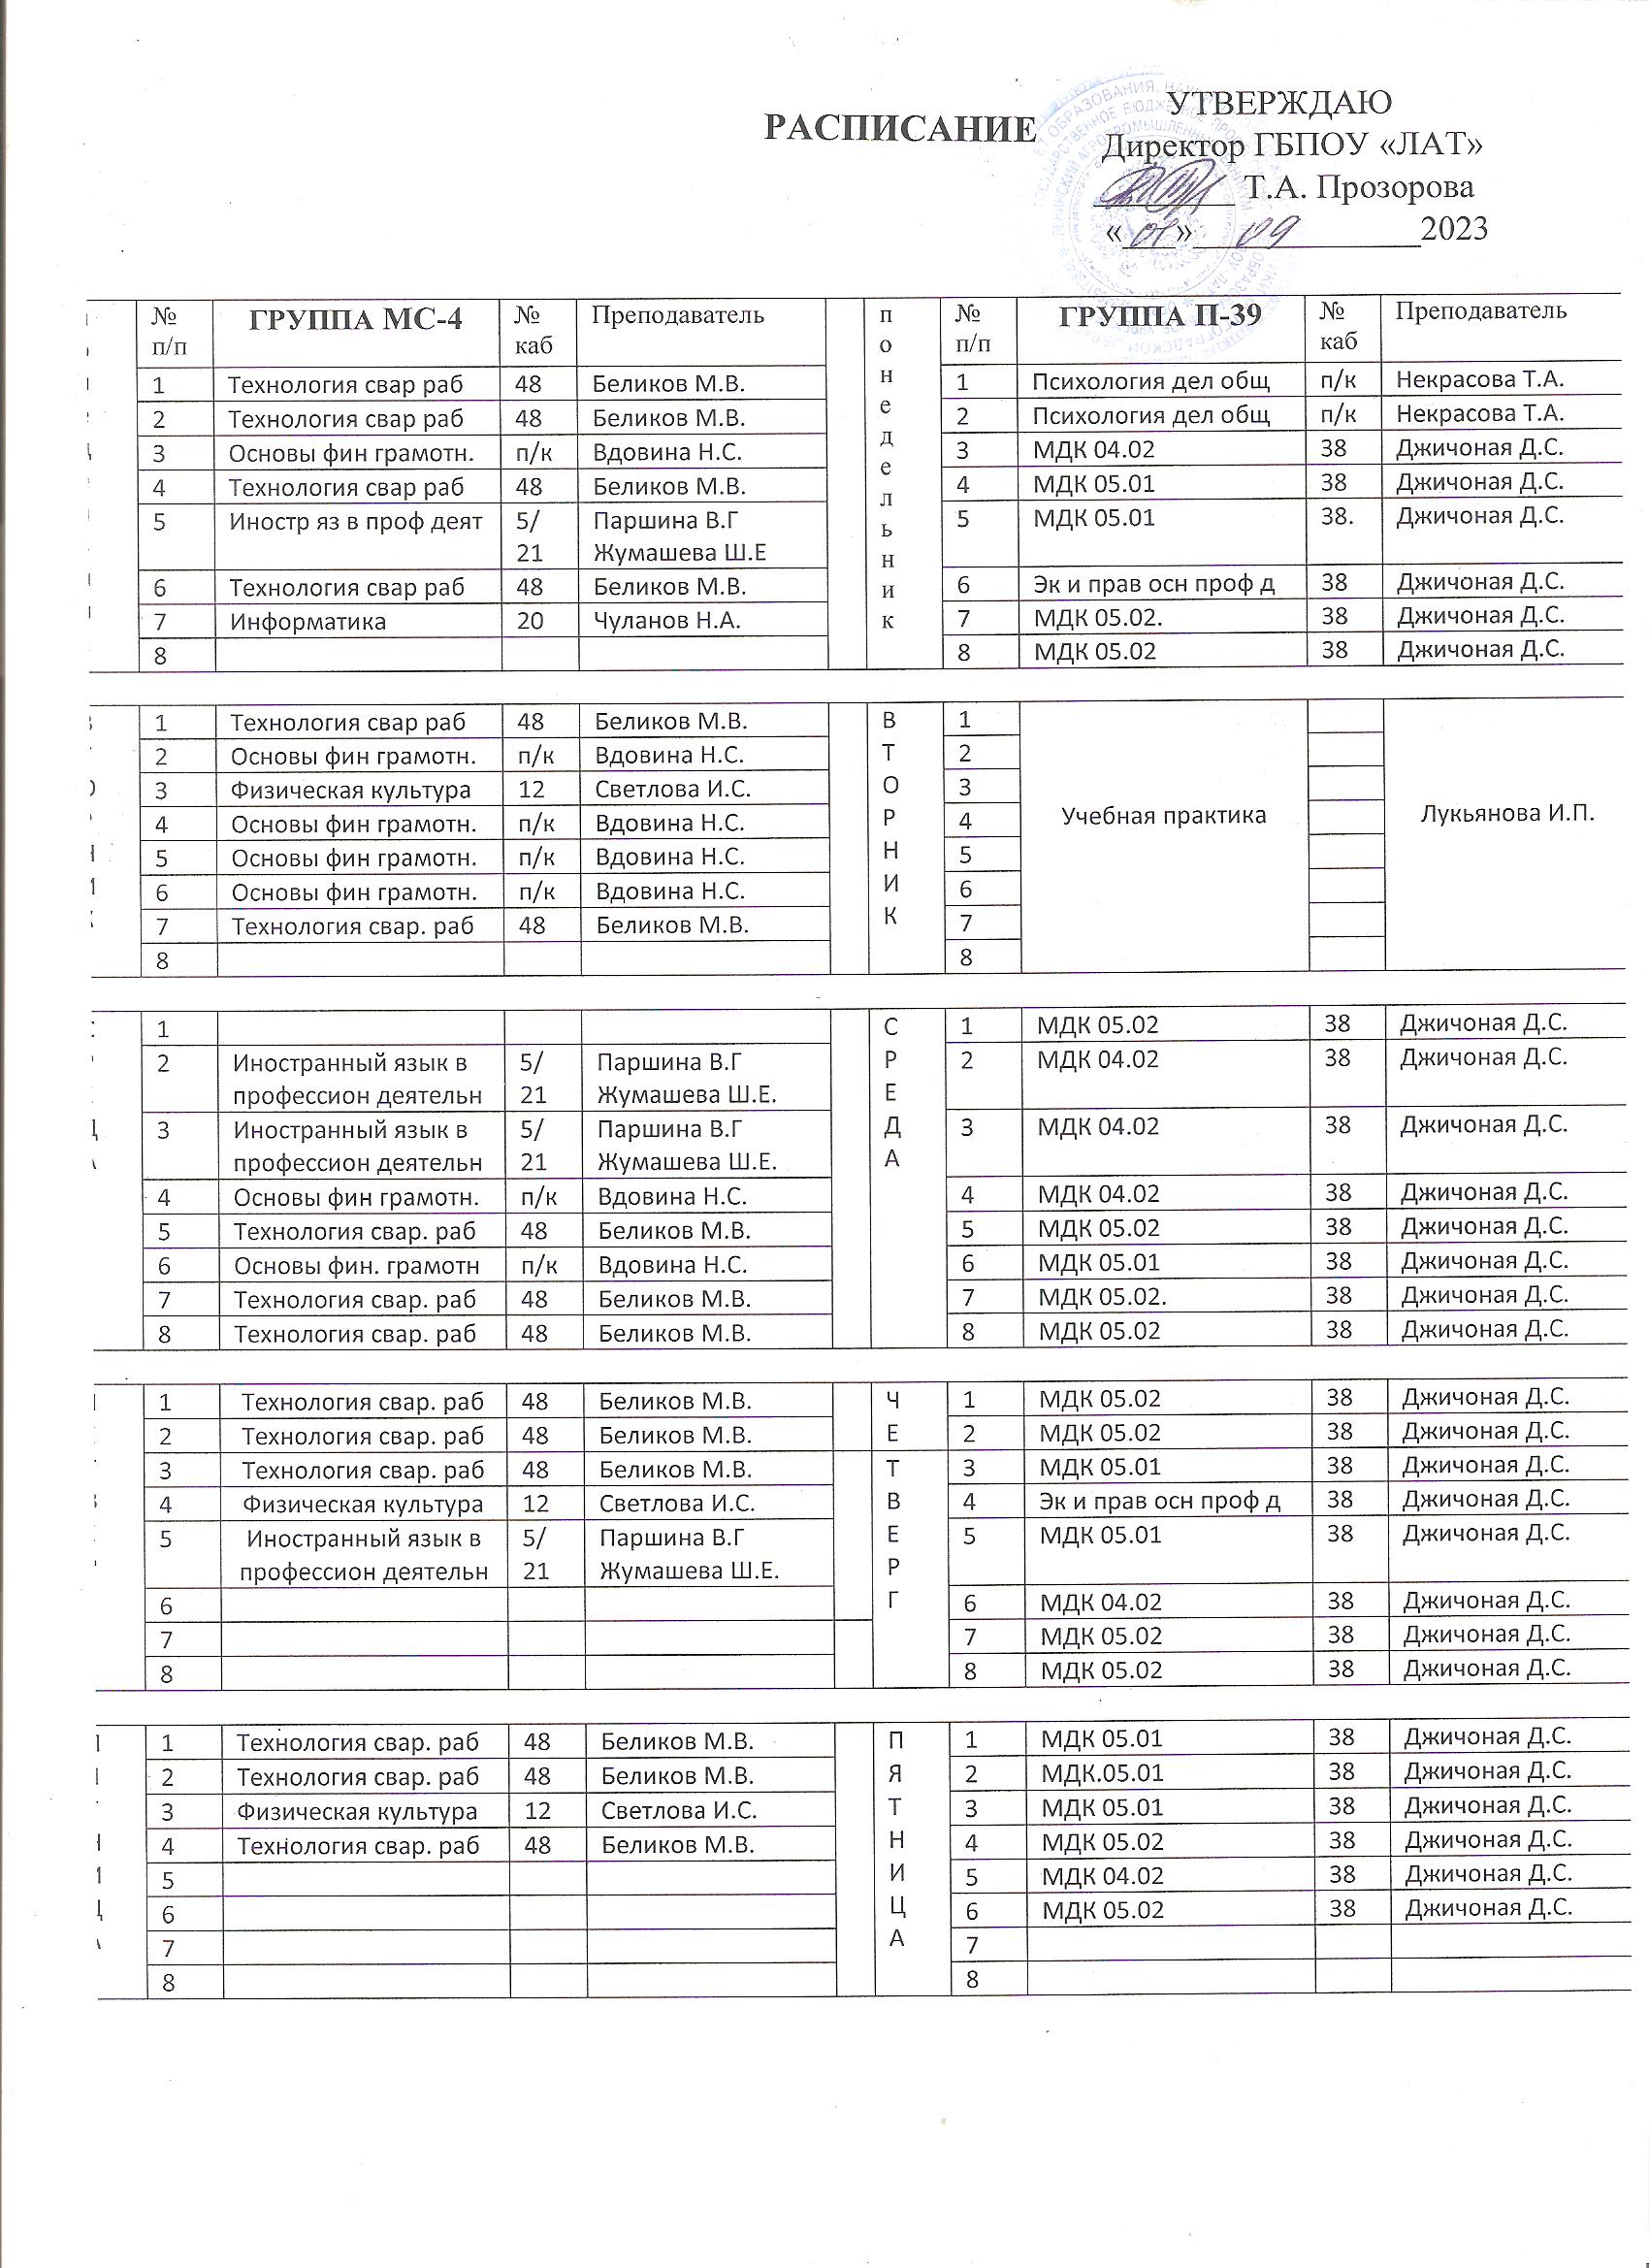 РАСПИСАНИЕ
УТВЕРЖДАЮ
Директор ГБПОУ «ЛАТ»
Т.А. Прозорова
« 01 » 09 2023
№ п/п ГРУППА МС-4 № каб Преподаватель понедельник № п/п ГРУППА П-39 № каб Преподаватель
1 Технология свар раб 48 Беликов М.В. 1 Психология дел общ п/к Некрасова Т.А.
2 Технология свар раб 48 Беликов М.В. 2 Психология дел общ п/к Некрасова Т.А.
3 Основы фин грамотн. п/к Вдовина Н.С. 3 МДК 04.02 38 Джичоная Д.С.
4 Технология свар раб 48 Беликов М.В. 4 МДК 05.01 38 Джичоная Д.С.
5 Иностр яз в проф деят 5/ Паршина В.Г 5 МДК 05.01 38. Джичоная Д.С.
21 Жумашева Ш.Е
6 Технология свар раб 48 Беликов М.В. 6 Эк и прав осн проф д 38 Джичоная Д.С.
7 Информатика 20 Чуланов Н.А. 7 МДК 05.02. 38 Джичоная Д.С.
8 8 МДК 05.02 38 Джичоная Д.С.
ВТОРНИК
1 Технология свар раб 48 Беликов М.В. 1
2 Основы фин грамотн. п/к Вдовина Н.С. 2
3 Физическая культура 12 Светлова И.С. 3
4 Основы фин грамотн. п/к Вдовина Н.С. 4 Учебная практика Лукьянова И.П.
5 Основы фин грамотн. п/к Вдовина Н.С. 5
6 Основы фин грамотн. п/к Вдовина Н.С. 6
7 Технология свар. раб 48 Беликов М.В. 7
8 8
СРЕДА
1 1 МДК 05.02 38 Джичоная Д.С.
2 Иностранный язык в 5/ Паршина В.Г 2 МДК 04.02 38 Джичоная Д.С.
профессион деятельн 21 Жумашева Ш.Е.
3 Иностранный язык в 5/ Паршина В.Г 3 МДК 04.02 38 Джичоная Д.С.
профессион деятельн 21 Жумашева Ш.Е.
4 Основы фин грамотн. п/к Вдовина Н.С. 4 МДК 04.02 38 Джичоная Д.С.
5 Технология свар. раб 48 Беликов М.В. 5 МДК 05.02 38 Джичоная Д.С.
6 Основы фин. грамотн п/к Вдовина Н.С. 6 МДК 05.01 38 Джичоная Д.С.
7 Технология свар. раб 48 Беликов М.В. 7 МДК 05.02. 38 Джичоная Д.С.
8 Технология свар. раб 48 Беликов М.В. 8 МДК 05.02 38 Джичоная Д.С.
ЧЕТВЕРГ
1 Технология свар. раб 48 Беликов М.В. 1 МДК 05.02 38 Джичоная Д.С.
2 Технология свар. раб 48 Беликов М.В. 2 МДК 05.02 38 Джичоная Д.С.
3 Технология свар. раб 48 Беликов М.В. 3 МДК 05.01 38 Джичоная Д.С.
4 Физическая культура 12 Светлова И.С. 4 Эк и прав осн проф д 38 Джичоная Д.С.
5 Иностранный язык в 5/ Паршина В.Г 5 МДК 05.01 38 Джичоная Д.С.
профессион деятельн 21 Жумашева Ш.Е.
6 6 МДК 04.02 38 Джичоная Д.С.
7 7 МДК 05.02 38 Джичоная Д.С.
8 8 МДК 05.02 38 Джичоная Д.С.
ПЯТНИЦА
1 Технология свар. раб 48 Беликов М.В. 1 МДК 05.01 38 Джичоная Д.С.
2 Технология свар. раб 48 Беликов М.В. 2 МДК.05.01 38 Джичоная Д.С.
3 Физическая культура 12 Светлова И.С. 3 МДК 05.01 38 Джичоная Д.С.
4 Технология свар. раб 48 Беликов М.В. 4 МДК 05.02 38 Джичоная Д.С.
5 5 МДК 04.02 38 Джичоная Д.С.
6 6 МДК 05.02 38 Джичоная Д.С.
7 7
8 8